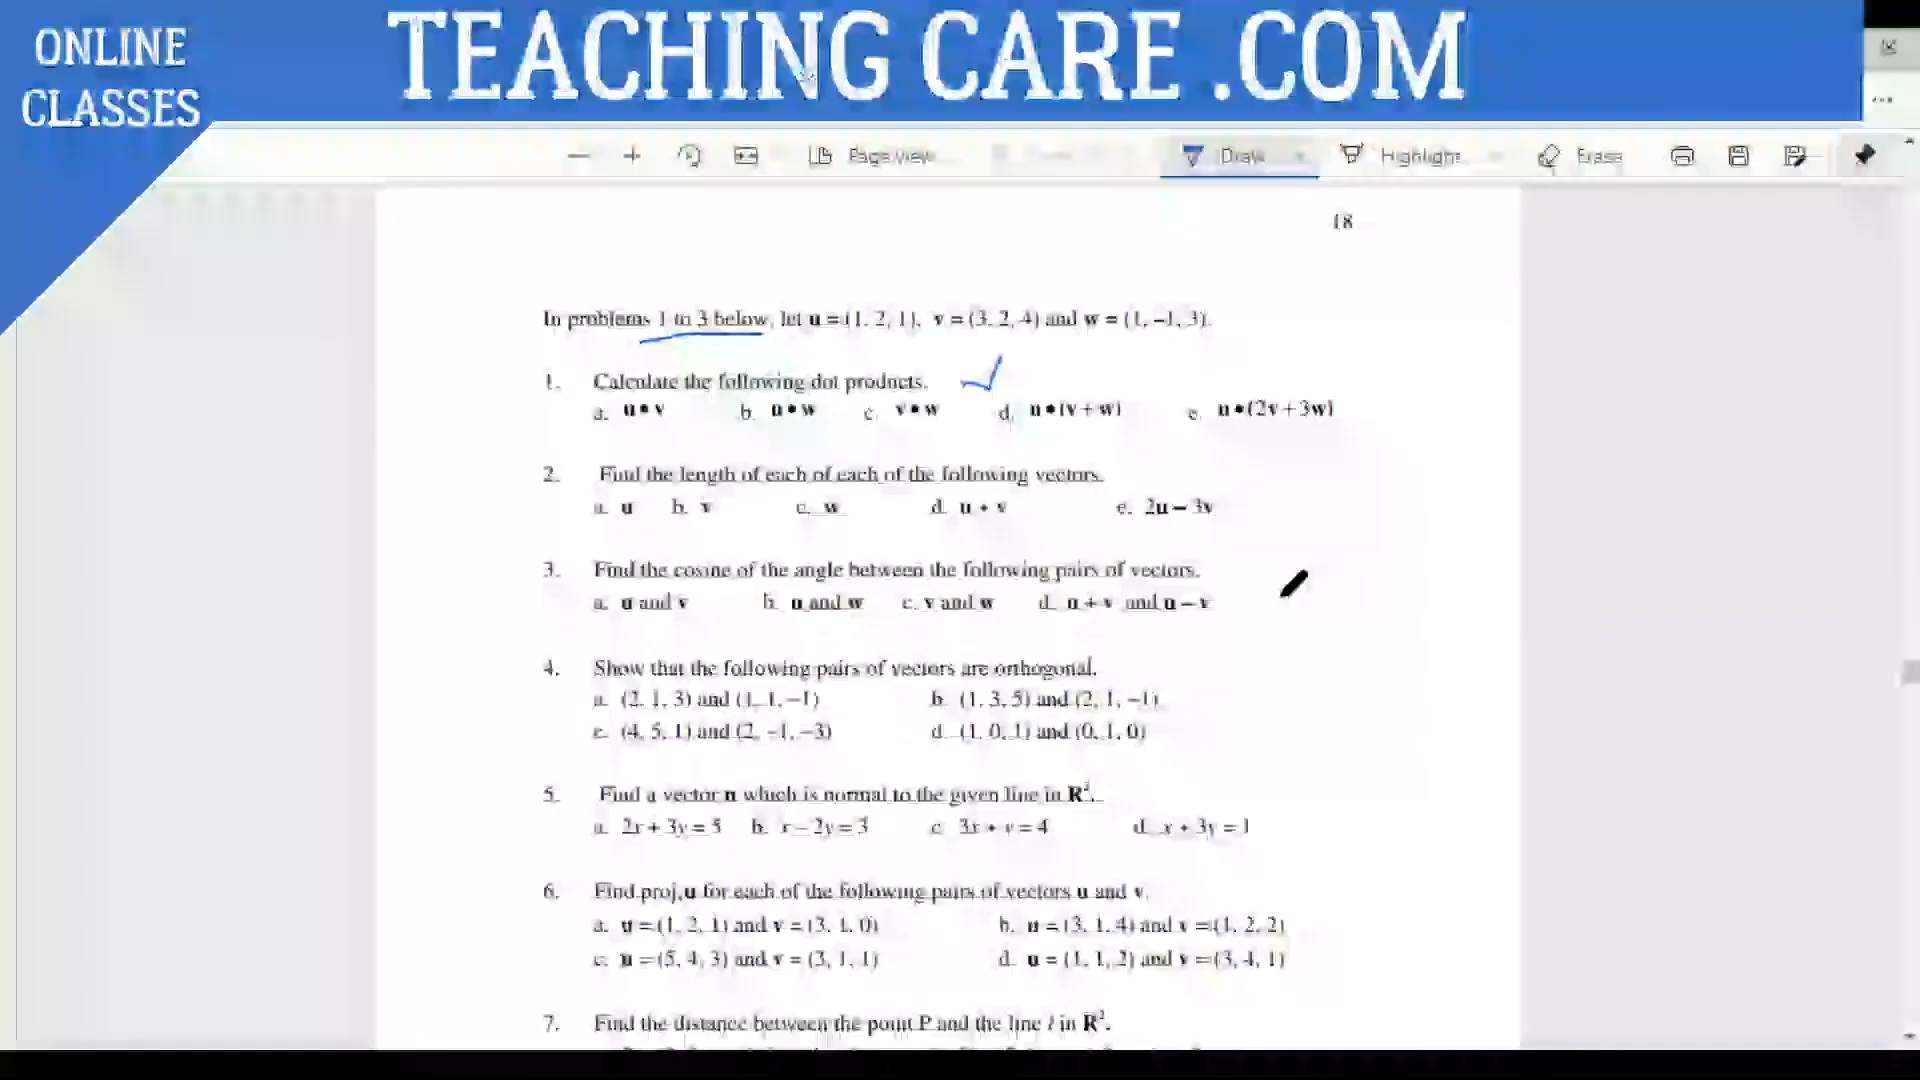 ONLINE
CLASSES
TEACHING CARE .COM
Page view
Draw
Highlight
Erase
18
In problems 1 to 3 below, let u = (1, 2, 1), v = (3, 2, 4) and w = (1, −1, 3).
1. Calculate the following dot products.
a. u • v b. u • w c. v • w d. u • (v + w) e. u • (2v + 3w)
2. Find the length of each of each of the following vectors.
a. u b. v c. w d. u + v e. 2u − 3v
3. Find the cosine of the angle between the following pairs of vectors.
a. u and v b. u and w c. v and w d. u + v and u − v
4. Show that the following pairs of vectors are orthogonal.
a. (2, 1, 3) and (1, 1, −1) b. (1, 3, 5) and (2, 1, −1)
c. (4, 5, 1) and (2, −1, −3) d. (1, 0, 1) and (0, 1, 0)
5. Find a vector n which is normal to the given line in R².
a. 2x + 3y = 5 b. x − 2y = 3 c. 3x + y = 4 d. x + 3y = 1
6. Find projᵥu for each of the following pairs of vectors u and v.
a. u = (1, 2, 1) and v = (3, 1, 0) b. u = (3, 1, 4) and v = (1, 2, 2)
c. u = (5, 4, 3) and v = (3, 1, 1) d. u = (1, 1, 2) and v = (3, 4, 1)
7. Find the distance between the point P and the line l in R².